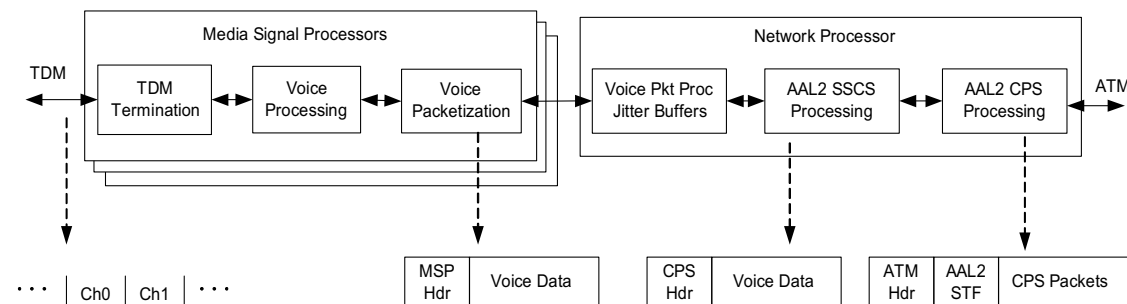 Media Signal Processors
Network Processor
TDM
TDM
Termination
Voice
Processing
Voice
Packetization
Voice Pkt Proc
Jitter Buffers
AAL2 SSCS
Processing
AAL2 CPS
Processing
ATM
· · ·
Ch0
Ch1
· · ·
MSP
Hdr
Voice Data
CPS
Hdr
Voice Data
ATM
Hdr
AAL2
STF
CPS Packets